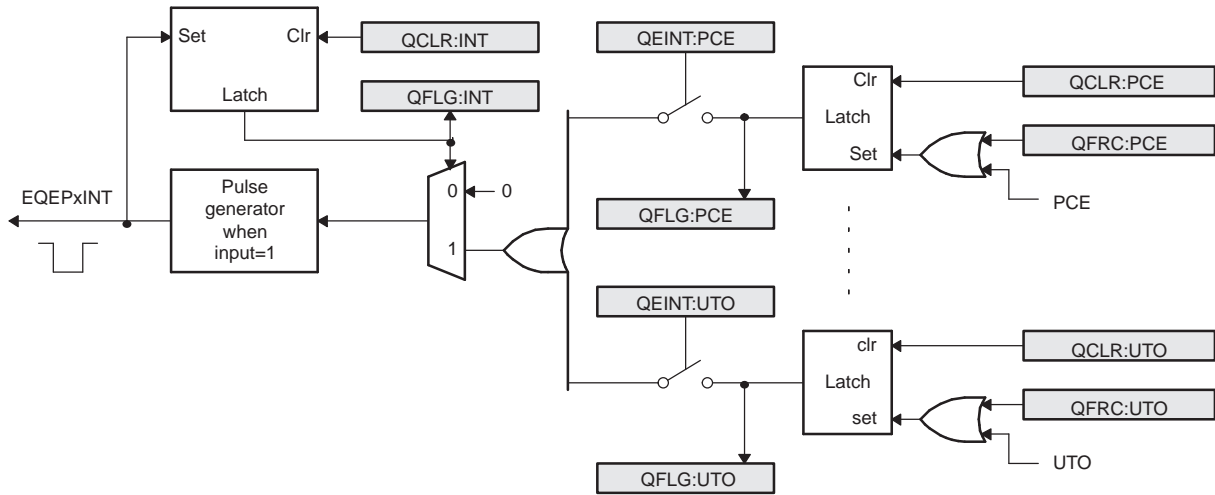 Set
Clr
Latch
QCLR:INT
QFLG:INT
EQEPxINT
Pulse
generator
when
input=1
0
0
1
QEINT:PCE
QFLG:PCE
Clr
Latch
Set
QCLR:PCE
QFRC:PCE
PCE
QEINT:UTO
QFLG:UTO
clr
Latch
set
QCLR:UTO
QFRC:UTO
UTO